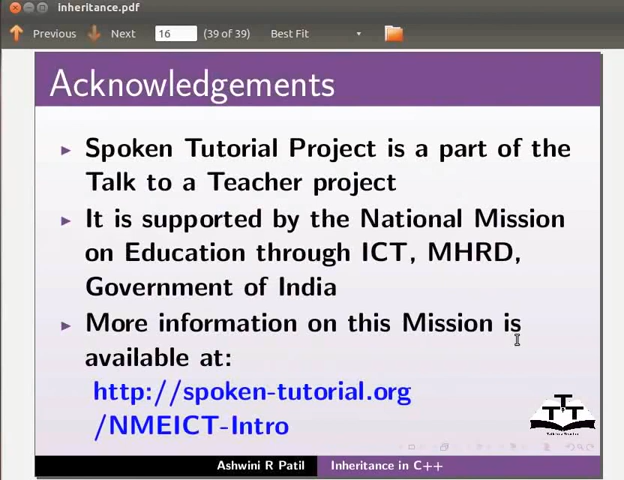 inheritance.pdf
Previous Next 16 (39 of 39) Best Fit
Acknowledgements
Spoken Tutorial Project is a part of the
Talk to a Teacher project
It is supported by the National Mission
on Education through ICT, MHRD,
Government of India
More information on this Mission is
available at:
http://spoken-tutorial.org
/NMEICT-Intro
Ashwini R Patil Inheritance in C++